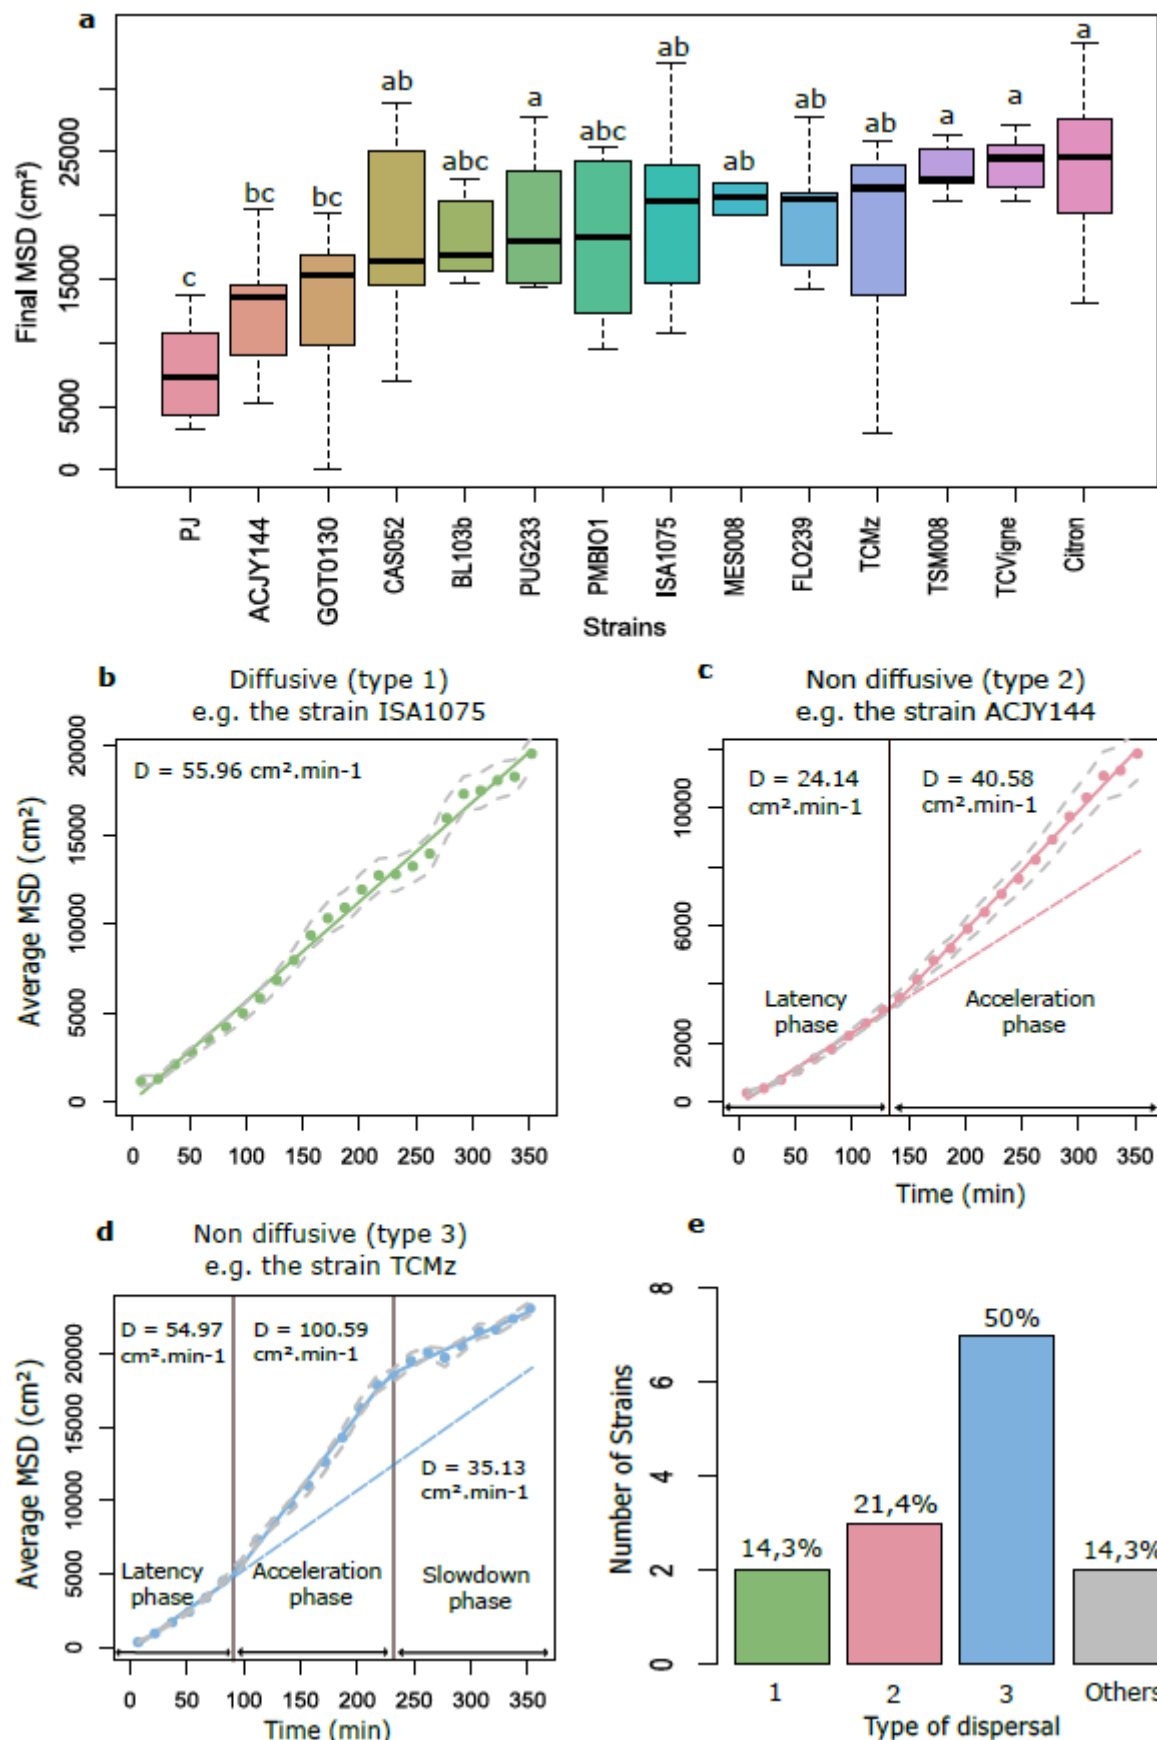 a
Final MSD (cm²)
0
5000
15000
25000
c
bc
bc
ab
abc
a
abc
ab
ab
ab
ab
a
a
a
PJ
ACJY144
GOT0130
CAS052
BL103b
PUG233
PMBIO1
ISA1075
MES008
FLO239
TCMz
TSM008
TCVigne
Citron
Strains
b
Diffusive (type 1)
e.g. the strain ISA1075
D = 55.96 cm².min-1
Average MSD (cm²)
0
5000
10000
15000
20000
0 50 100 150 200 250 300 350
c
Non diffusive (type 2)
e.g. the strain ACJY144
D = 24.14
cm².min-1
D = 40.58
cm².min-1
Latency
phase
Acceleration
phase
0
2000
6000
10000
0 50 100 150 200 250 300 350
Time (min)
d
Non diffusive (type 3)
e.g. the strain TCMz
D = 54.97
cm².min-1
D = 100.59
cm².min-1
D = 35.13
cm².min-1
Latency
phase
Acceleration
phase
Slowdown
phase
Average MSD (cm²)
0
5000
10000
15000
20000
0 50 100 150 200 250 300 350
Time (min)
e
Number of Strains
0
2
4
6
8
14,3%
21,4%
50%
14,3%
1 2 3 Others
Type of dispersal